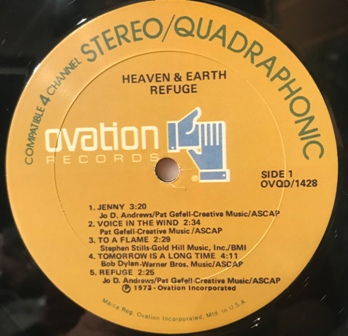 COMPATIBLE 4 CHANNEL STEREO/QUADRAPHONIC
HEAVEN & EARTH
REFUGE
ovation
RECORDS
SIDE 1
OVQD/1428
1. JENNY 3:20
Jo D. Andrews/Pat Gefell-Creative Music/ASCAP
2. VOICE IN THE WIND 2:34
Pat Gefell-Creative Music/ASCAP
3. TO A FLAME 2:29
Stephen Stills-Gold Hill Music, Inc./BMI
4. TOMORROW IS A LONG TIME 4:11
Bob Dylan-Warner Bros. Music/ASCAP
5. REFUGE 2:25
Jo D. Andrews/Pat Gefell-Creative Music/ASCAP
Ⓟ 1973 - Ovation Incorporated
Marca Reg. Ovation Incorporated, Mfg. in U.S.A.